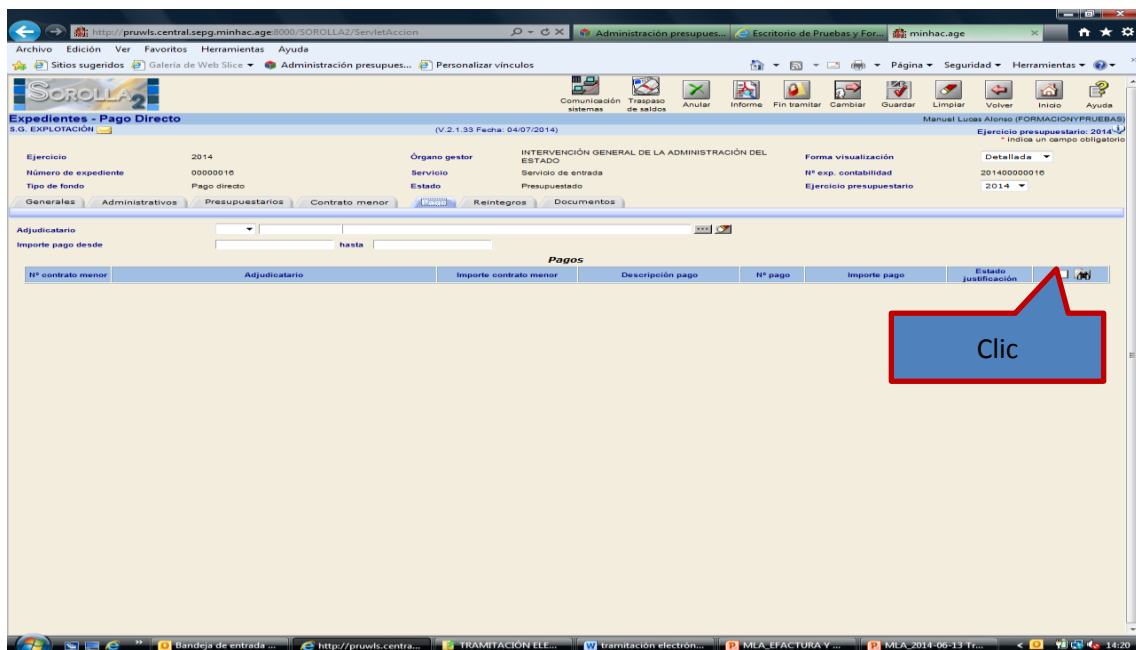 http://pruwls.central.sepg.minhac.age:8000/SOROLLA2/ServletAccion
Administración presupues...
Escritorio de Pruebas y For...
minhac.age
Archivo Edición Ver Favoritos Herramientas Ayuda
Sitios sugeridos Galería de Web Slice Administración presupues... Personalizar vínculos
Página Seguridad Herramientas
SOROLLA2
Comunicación sistemas
Traspaso de saldos
Anular
Informe
Fin tramitar
Cambiar
Guardar
Limpiar
Volver
Inicio
Ayuda
Expedientes - Pago Directo
Manuel Lucas Alonso (FORMACIONYPRUEBAS)
S.G. EXPLOTACIÓN
(V.2.1.33 Fecha: 04/07/2014)
Ejercicio presupuestario: 2014
* Indica un campo obligatorio
Ejercicio 2014
Órgano gestor INTERVENCIÓN GENERAL DE LA ADMINISTRACIÓN DEL ESTADO
Forma visualización Detallada
Número de expediente 00000016
Servicio Servicio de entrada
Nº exp. contabilidad 201400000016
Tipo de fondo Pago directo
Estado Presupuestado
Ejercicio presupuestario 2014
Generales Administrativos Presupuestarios Contrato menor Pago Reintegros Documentos
Adjudicatario
Importe pago desde hasta
Pagos
Nº contrato menor Adjudicatario Importe contrato menor Descripción pago Nº pago Importe pago Estado justificación
Clic
Bandeja de entrada ... http://pruwls.centra... TRAMITACIÓN ELE... tramitación electrón... MLA_EFACTURA Y ... MLA_2014-06-13 Tr... 14:20